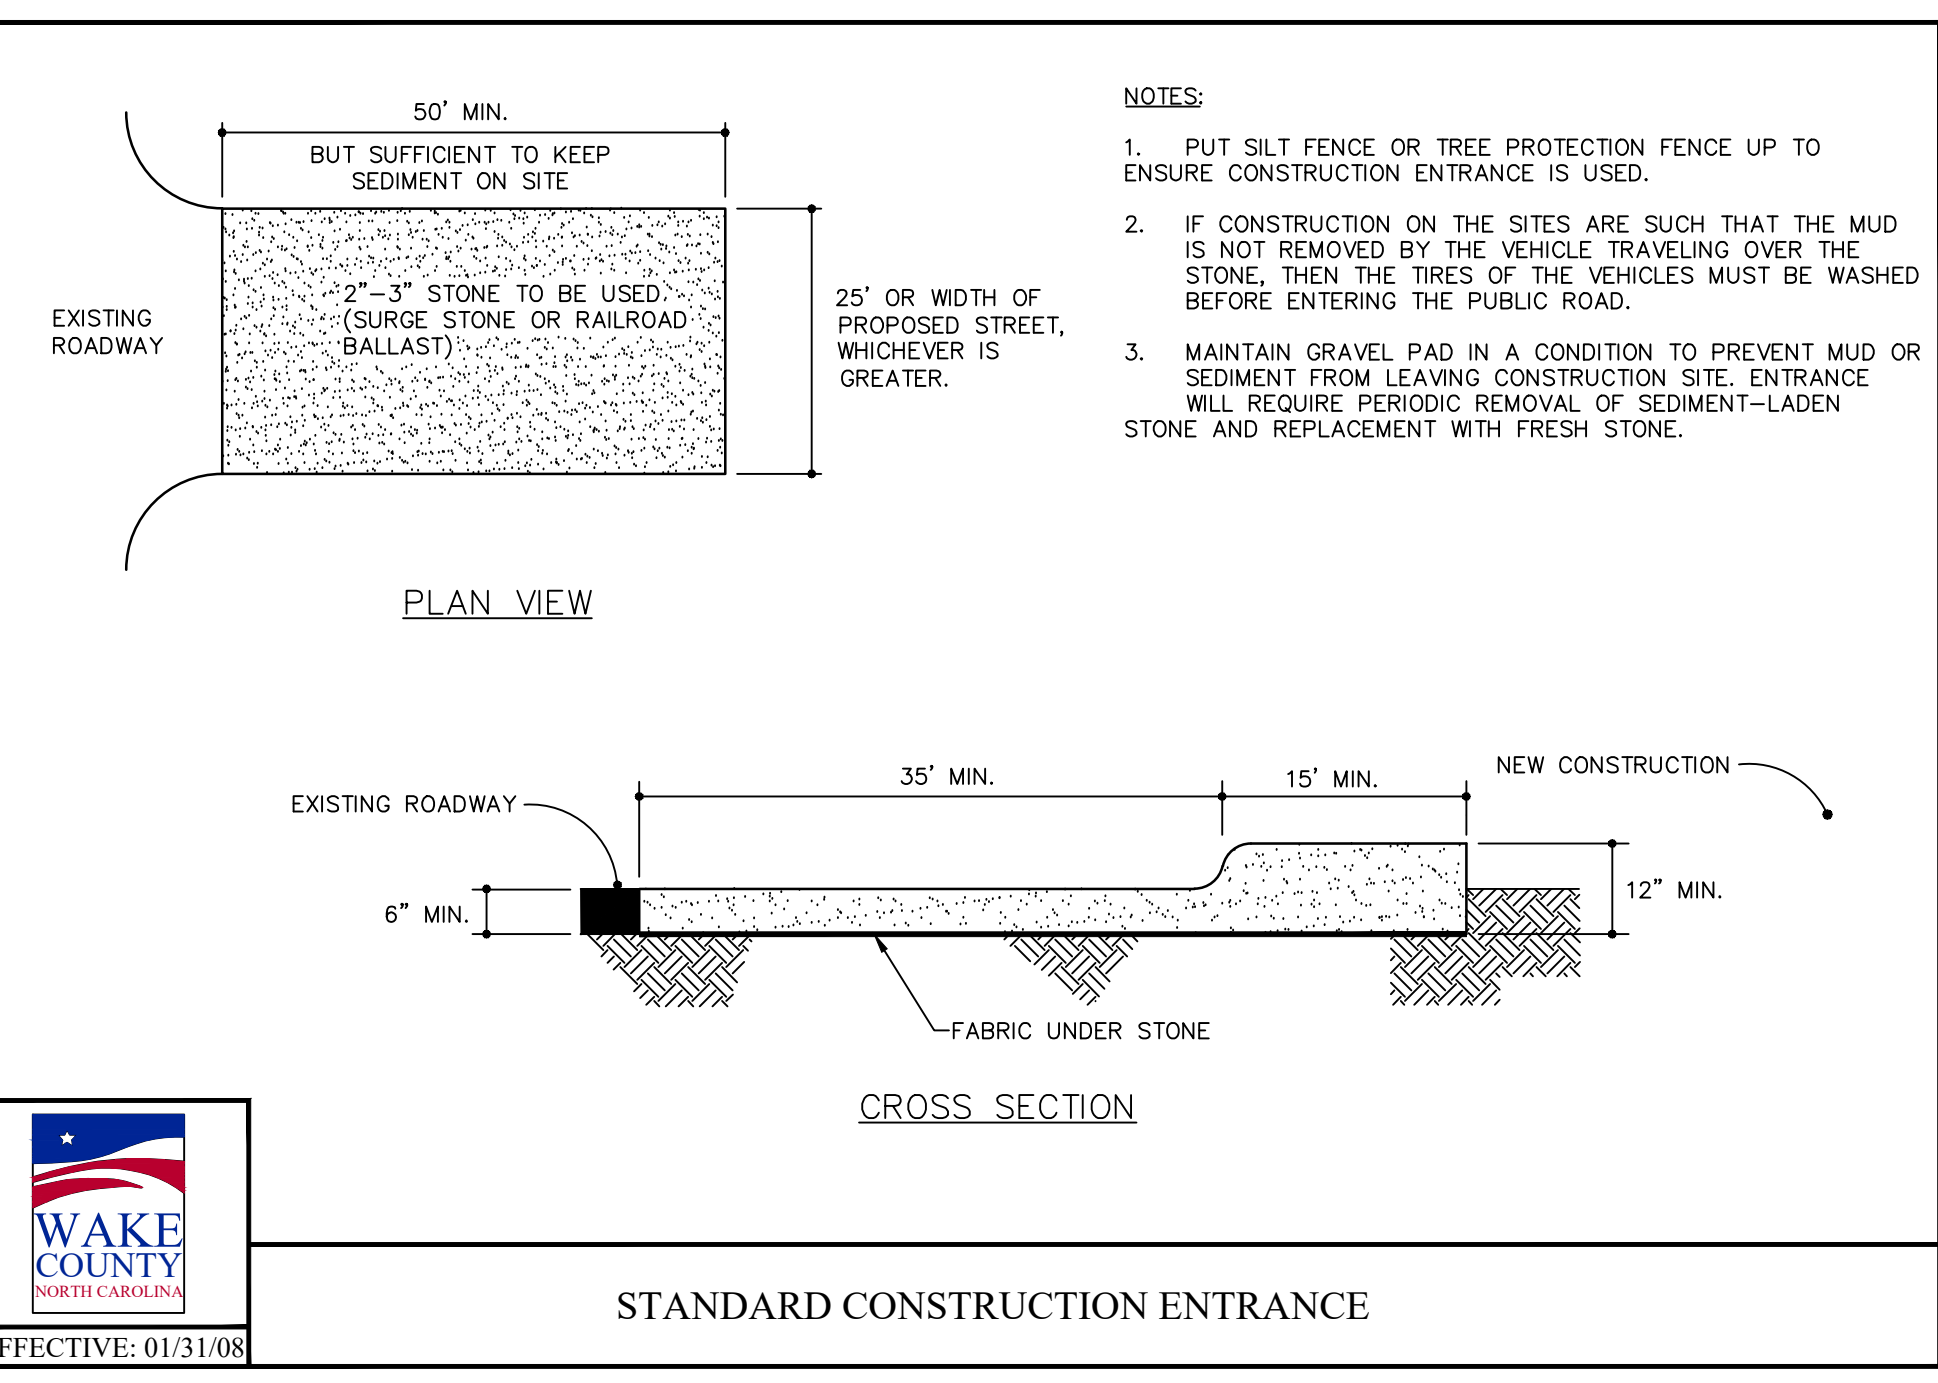 50' MIN.
BUT SUFFICIENT TO KEEP
SEDIMENT ON SITE
2"-3" STONE TO BE USED.
(SURGE STONE OR RAILROAD
BALLAST)
EXISTING
ROADWAY
25' OR WIDTH OF
PROPOSED STREET,
WHICHEVER IS
GREATER.
PLAN VIEW
NOTES:
1. PUT SILT FENCE OR TREE PROTECTION FENCE UP TO
ENSURE CONSTRUCTION ENTRANCE IS USED.
2. IF CONSTRUCTION ON THE SITES ARE SUCH THAT THE MUD
IS NOT REMOVED BY THE VEHICLE TRAVELING OVER THE
STONE, THEN THE TIRES OF THE VEHICLES MUST BE WASHED
BEFORE ENTERING THE PUBLIC ROAD.
3. MAINTAIN GRAVEL PAD IN A CONDITION TO PREVENT MUD OR
SEDIMENT FROM LEAVING CONSTRUCTION SITE. ENTRANCE
WILL REQUIRE PERIODIC REMOVAL OF SEDIMENT-LADEN
STONE AND REPLACEMENT WITH FRESH STONE.
35' MIN.
15' MIN.
NEW CONSTRUCTION
EXISTING ROADWAY
6" MIN.
12" MIN.
FABRIC UNDER STONE
CROSS SECTION
WAKE
COUNTY
NORTH CAROLINA
FFECTIVE: 01/31/08
STANDARD CONSTRUCTION ENTRANCE